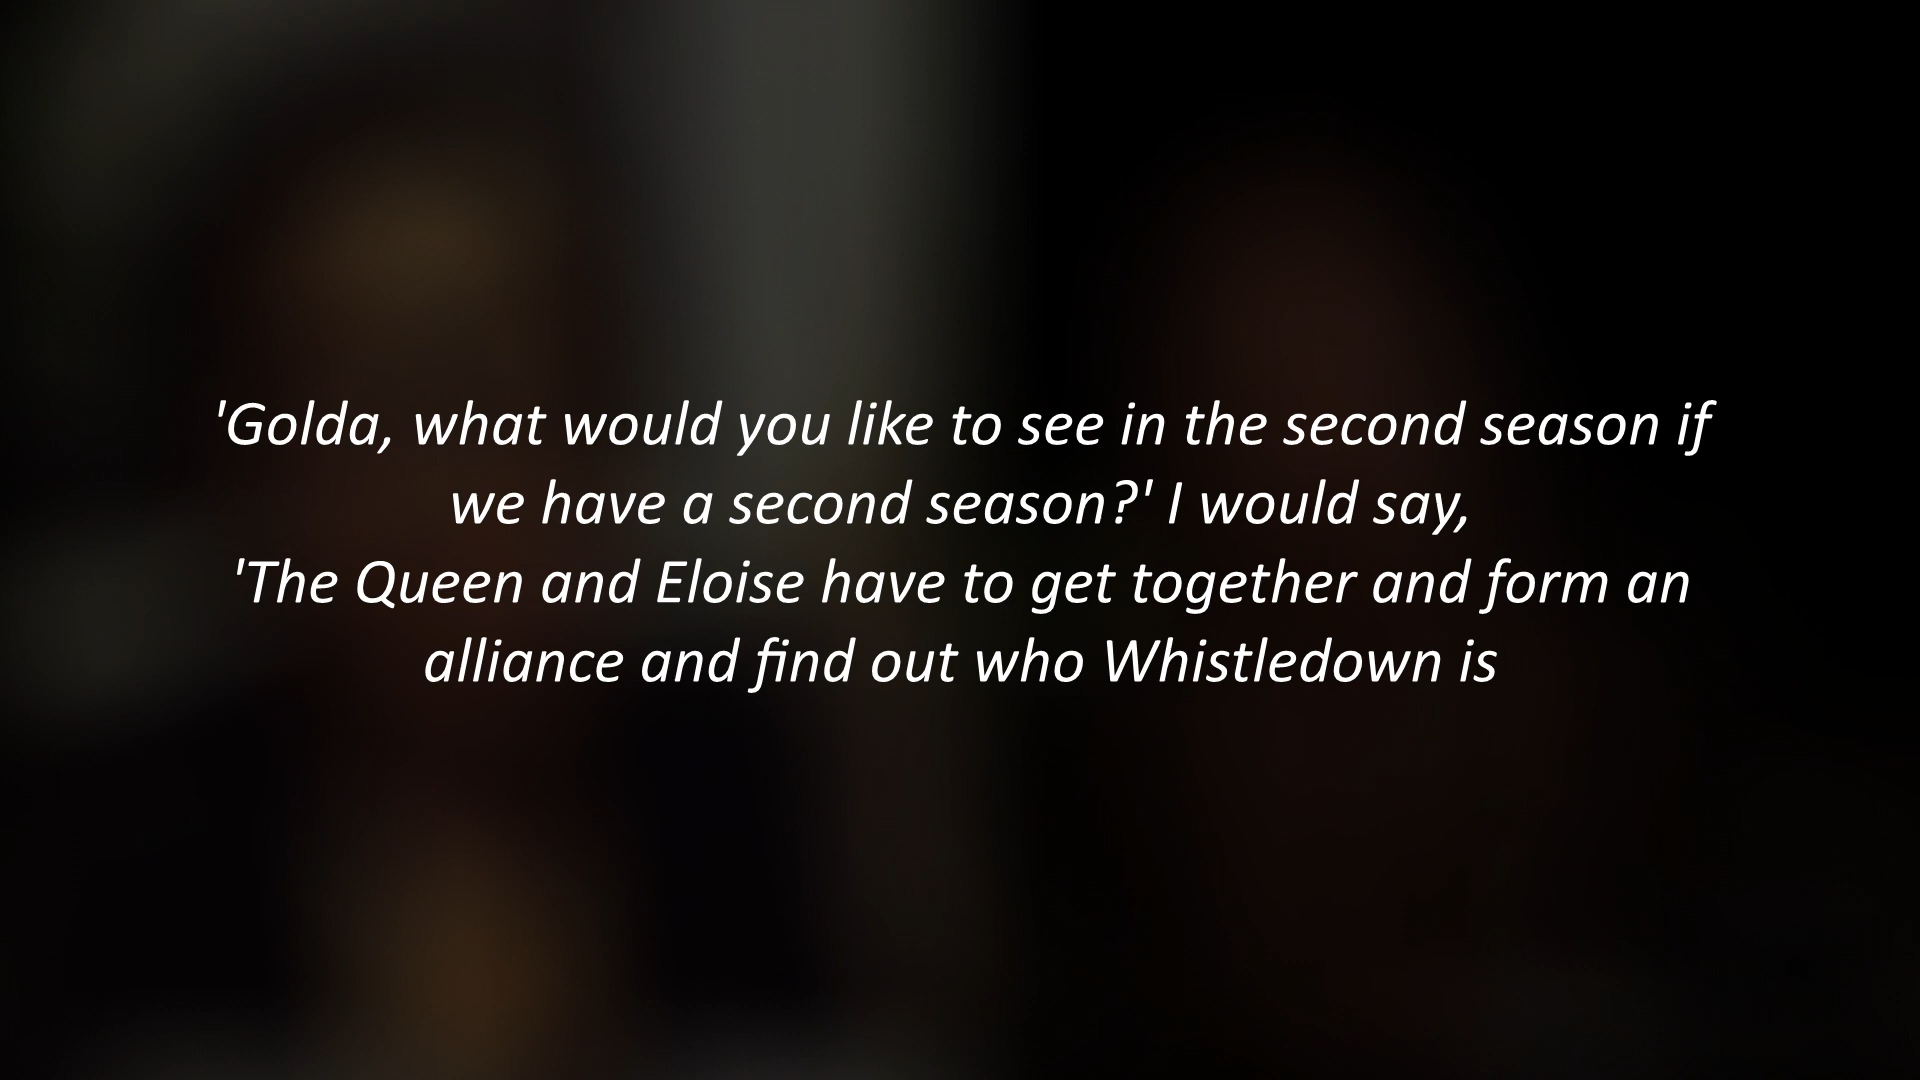 'Golda, what would you like to see in the second season if
we have a second season?' I would say,
'The Queen and Eloise have to get together and form an
alliance and find out who Whistledown is